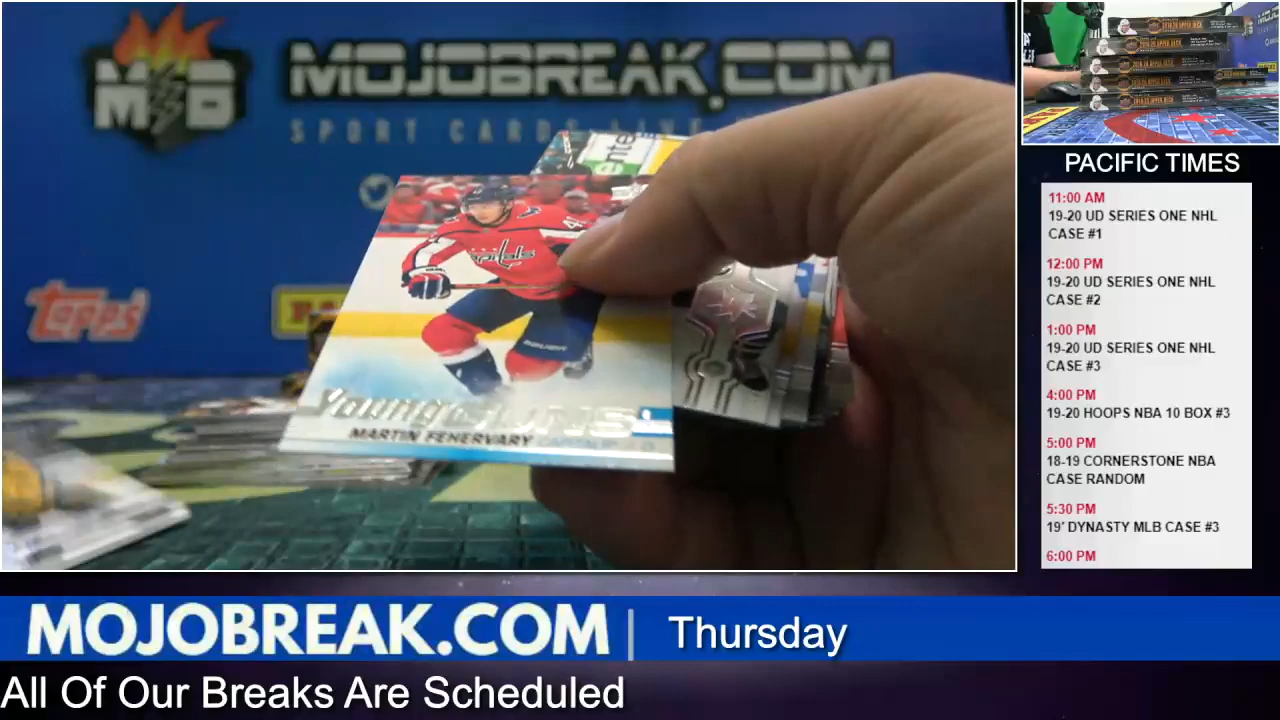 MOJOBREAK.COM
SPORT CARDS LIVE
MB
Topps
Capitals
Young GUNS
MARTIN FEHERVARY
PACIFIC TIMES
11:00 AM
19-20 UD SERIES ONE NHL
CASE #1
12:00 PM
19-20 UD SERIES ONE NHL
CASE #2
1:00 PM
19-20 UD SERIES ONE NHL
CASE #3
4:00 PM
19-20 HOOPS NBA 10 BOX #3
5:00 PM
18-19 CORNERSTONE NBA
CASE RANDOM
5:30 PM
19' DYNASTY MLB CASE #3
6:00 PM
MOJOBREAK.COM | Thursday
All Of Our Breaks Are Scheduled